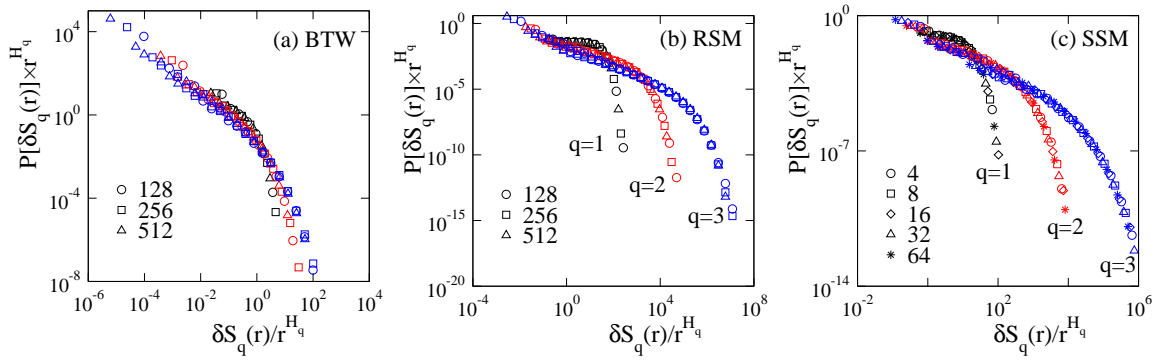 (a) BTW
P[δS_q(r)]×r^{H_q}
10^4
10^0
10^{-4}
10^{-8}
128
256
512
10^{-6} 10^{-4} 10^{-2} 10^0 10^2 10^4
δS_q(r)/r^{H_q}
(b) RSM
P[δS_q(r)]×r^{H_q}
10^0
10^{-5}
10^{-10}
10^{-15}
10^{-20}
q=1
q=2
q=3
128
256
512
10^{-4} 10^0 10^4 10^8
δS_q(r)/r^{H_q}
(c) SSM
P[δS_q(r)]×r^{H_q}
10^0
10^{-7}
10^{-14}
q=1
q=2
q=3
4
8
16
32
64
10^{-2} 10^2 10^6
δS_q(r)/r^{H_q}